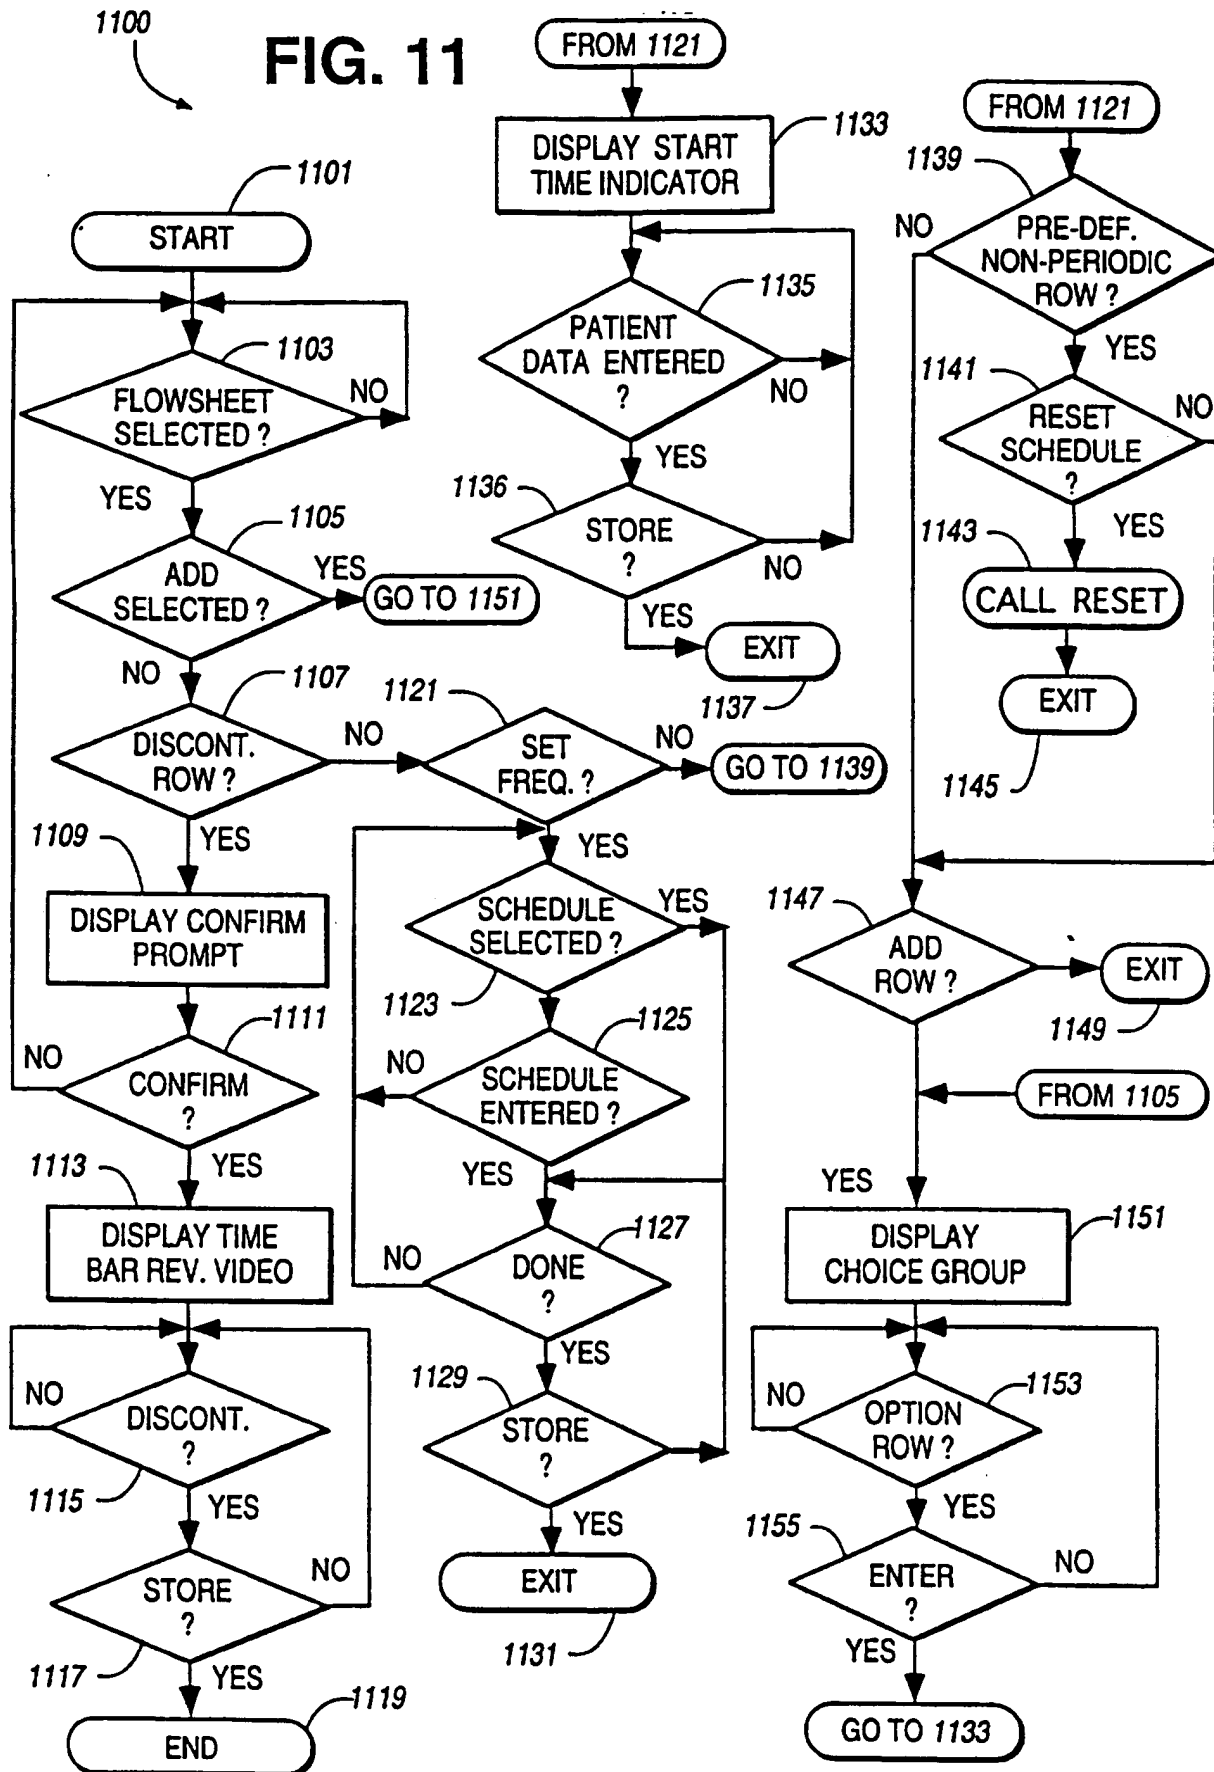 1100
FIG. 11
1101
START
1103
FLOWSHEET
SELECTED ?
NO
YES
1105
ADD
SELECTED ?
YES
GO TO 1151
NO
1107
DISCONT.
ROW ?
NO
YES
1109
DISPLAY CONFIRM
PROMPT
1111
NO
CONFIRM
?
YES
1113
DISPLAY TIME
BAR REV. VIDEO
NO
DISCONT.
?
1115
YES
STORE
?
NO
1117
YES
1119
END
FROM 1121
1133
DISPLAY START
TIME INDICATOR
1135
PATIENT
DATA ENTERED
?
NO
YES
1136
STORE
?
NO
YES
EXIT
1137
1121
SET
FREQ. ?
NO
GO TO 1139
YES
SCHEDULE
SELECTED ?
YES
1123
1125
NO
SCHEDULE
ENTERED ?
YES
1127
NO
DONE
?
YES
1129
STORE
?
YES
EXIT
1131
FROM 1121
1139
NO
PRE-DEF.
NON-PERIODIC
ROW ?
YES
1141
NO
RESET
SCHEDULE
?
YES
1143
CALL RESET
EXIT
1145
1147
ADD
ROW ?
EXIT
1149
FROM 1105
YES
1151
DISPLAY
CHOICE GROUP
1153
NO
OPTION
ROW ?
YES
1155
ENTER
?
NO
YES
GO TO 1133